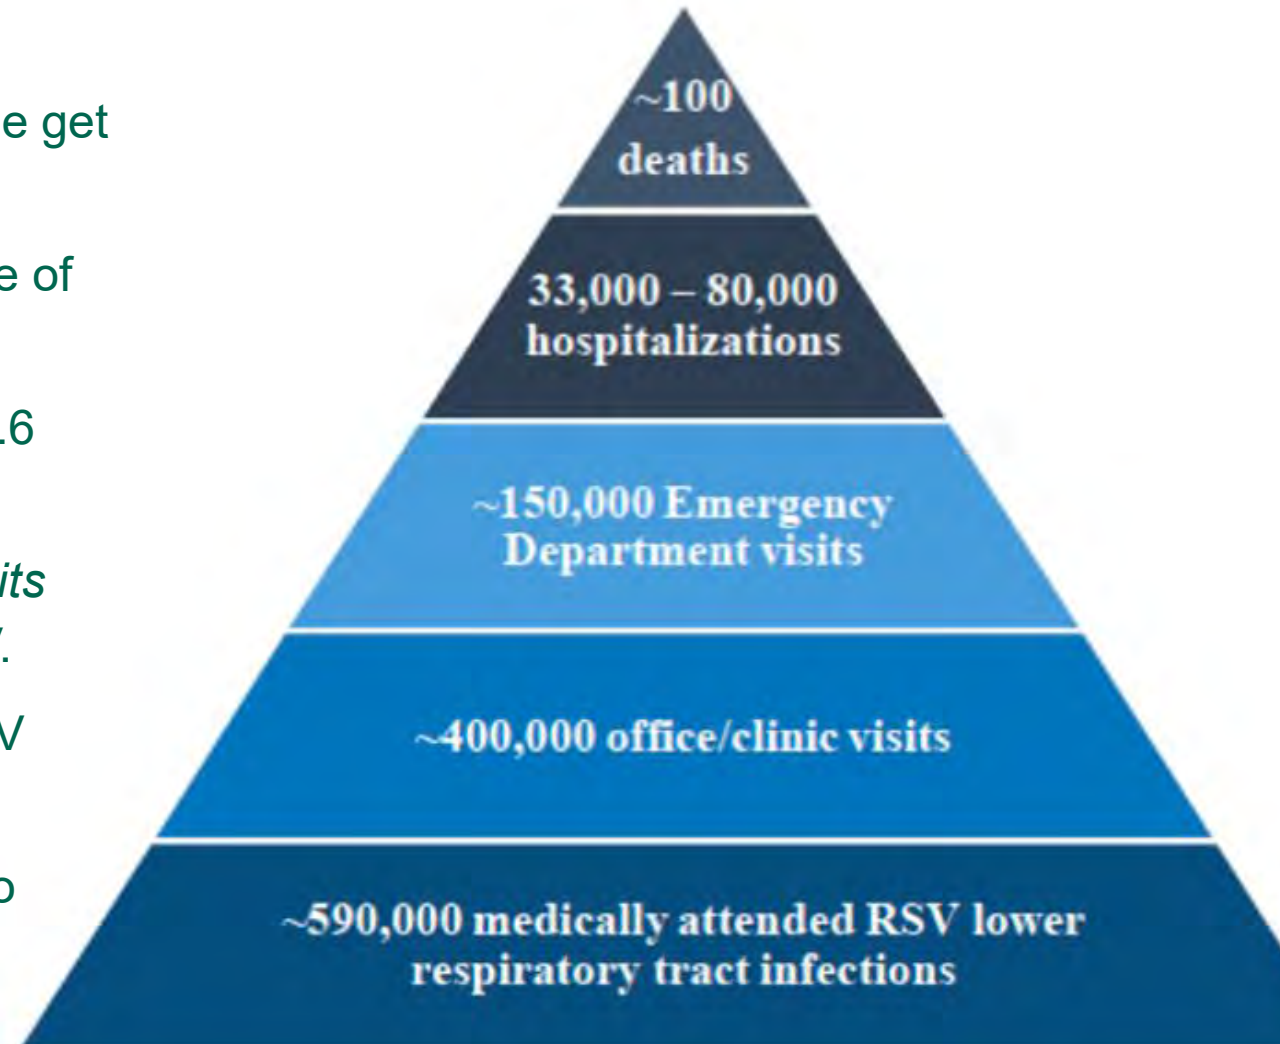 e get
e of
.6
its
.
V
o
~100
deaths
33,000 – 80,000
hospitalizations
~150,000 Emergency
Department visits
~400,000 office/clinic visits
~590,000 medically attended RSV lower
respiratory tract infections